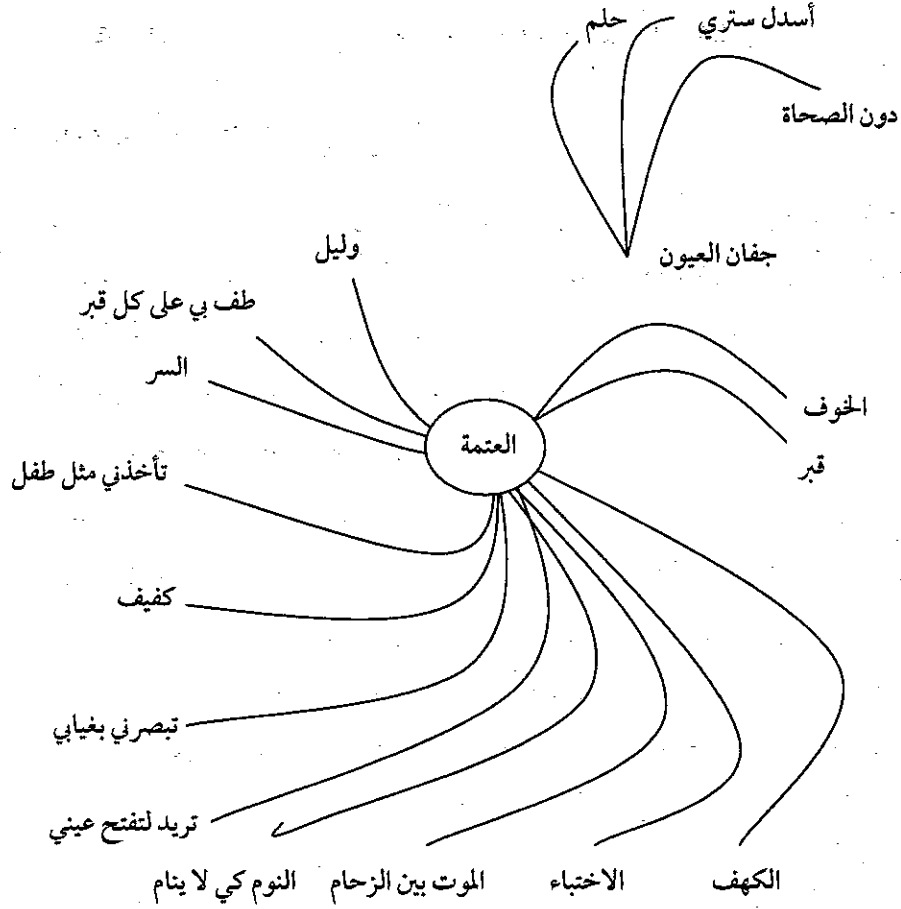 أسدل ستري
حلم
دون الصحاة
جفان العيون
وليل
طف بي على كل قبر
السر
الخوف
العتمة
قبر
تأخذني مثل طفل
كفيف
تبصرني بغيابي
تريد لتفتح عيني
الكهف
الاختباء
الموت بين الزحام
النوم كي لا ينام